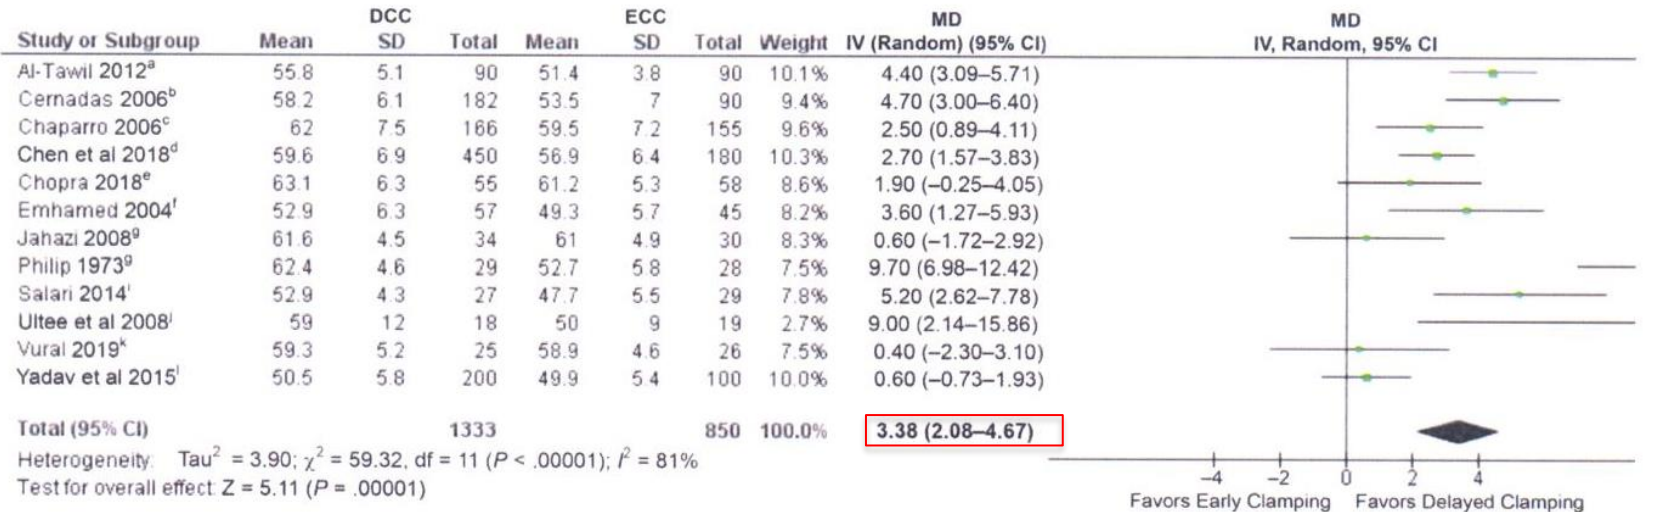 DCC ECC MD MD
Study or Subgroup Mean SD Total Mean SD Total Weight IV (Random) (95% CI) IV, Random, 95% CI
Al-Tawil 2012ᵃ 55.8 5.1 90 51.4 3.8 90 10.1% 4.40 (3.09–5.71)
Cernadas 2006ᵇ 58.2 6.1 182 53.5 7 90 9.4% 4.70 (3.00–6.40)
Chaparro 2006ᶜ 62 7.5 166 59.5 7.2 155 9.6% 2.50 (0.89–4.11)
Chen et al 2018ᵈ 59.6 6.9 450 56.9 6.4 180 10.3% 2.70 (1.57–3.83)
Chopra 2018ᵉ 63.1 6.3 55 61.2 5.3 58 8.6% 1.90 (–0.25–4.05)
Emhamed 2004ᶠ 52.9 6.3 57 49.3 5.7 45 8.2% 3.60 (1.27–5.93)
Jahazi 2008ᵍ 61.6 4.5 34 61 4.9 30 8.3% 0.60 (–1.72–2.92)
Philip 1973ᵍ 62.4 4.6 29 52.7 5.8 28 7.5% 9.70 (6.98–12.42)
Salari 2014ⁱ 52.9 4.3 27 47.7 5.5 29 7.8% 5.20 (2.62–7.78)
Ultee et al 2008ʲ 59 12 18 50 9 19 2.7% 9.00 (2.14–15.86)
Vural 2019ᵏ 59.3 5.2 25 58.9 4.6 26 7.5% 0.40 (–2.30–3.10)
Yadav et al 2015ˡ 50.5 5.8 200 49.9 5.4 100 10.0% 0.60 (–0.73–1.93)
Total (95% CI) 1333 850 100.0% 3.38 (2.08–4.67)
Heterogeneity: Tau² = 3.90; χ² = 59.32, df = 11 (P < .00001); I² = 81%
Test for overall effect: Z = 5.11 (P = .00001)
–4 –2 0 2 4
Favors Early Clamping Favors Delayed Clamping